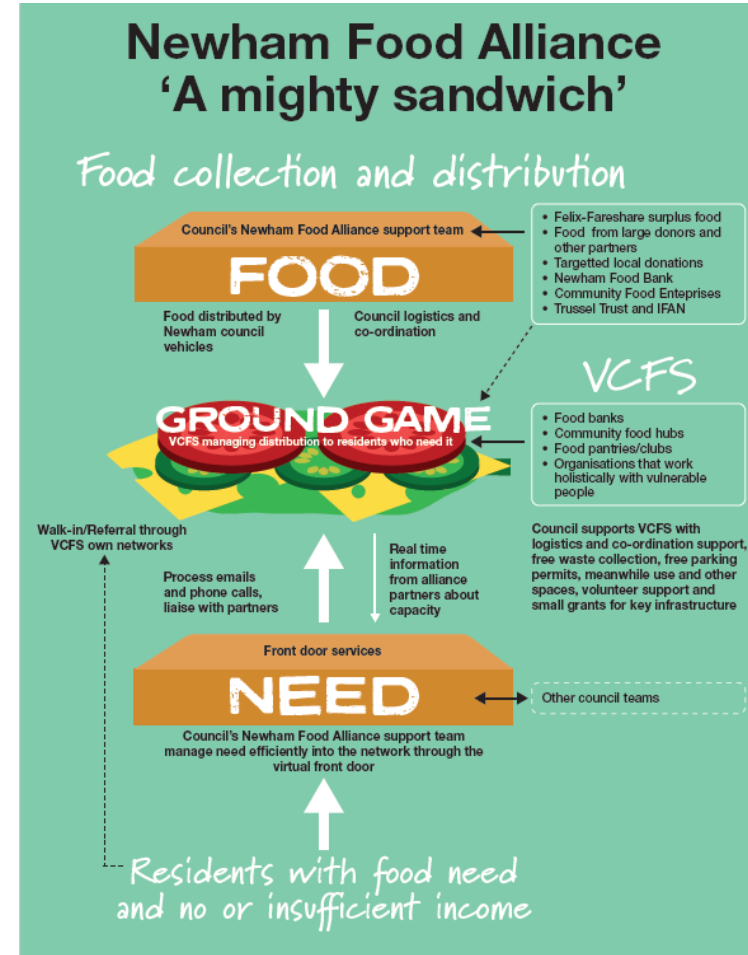 Newham Food Alliance
‘A mighty sandwich’
Food collection and distribution
Council’s Newham Food Alliance support team
FOOD
• Felix-Fareshare surplus food
• Food from large donors and
other partners
• Targetted local donations
• Newham Food Bank
• Community Food Enteprises
• Trussel Trust and IFAN
Food distributed by
Newham council
vehicles
Council logistics and
co-ordination
VCFS
GROUND GAME
VCFS managing distribution to residents who need it
• Food banks
• Community food hubs
• Food pantries/clubs
• Organisations that work
holistically with vulnerable
people
Walk-in/Referral through
VCFS own networks
Council supports VCFS with
logistics and co-ordination support,
free waste collection, free parking
permits, meanwhile use and other
spaces, volunteer support and
small grants for key infrastructure
Process emails
and phone calls,
liaise with partners
Real time
information
from alliance
partners about
capacity
Front door services
NEED
Other council teams
Council’s Newham Food Alliance support team
manage need efficiently into the network through the
virtual front door
Residents with food need
and no or insufficient income